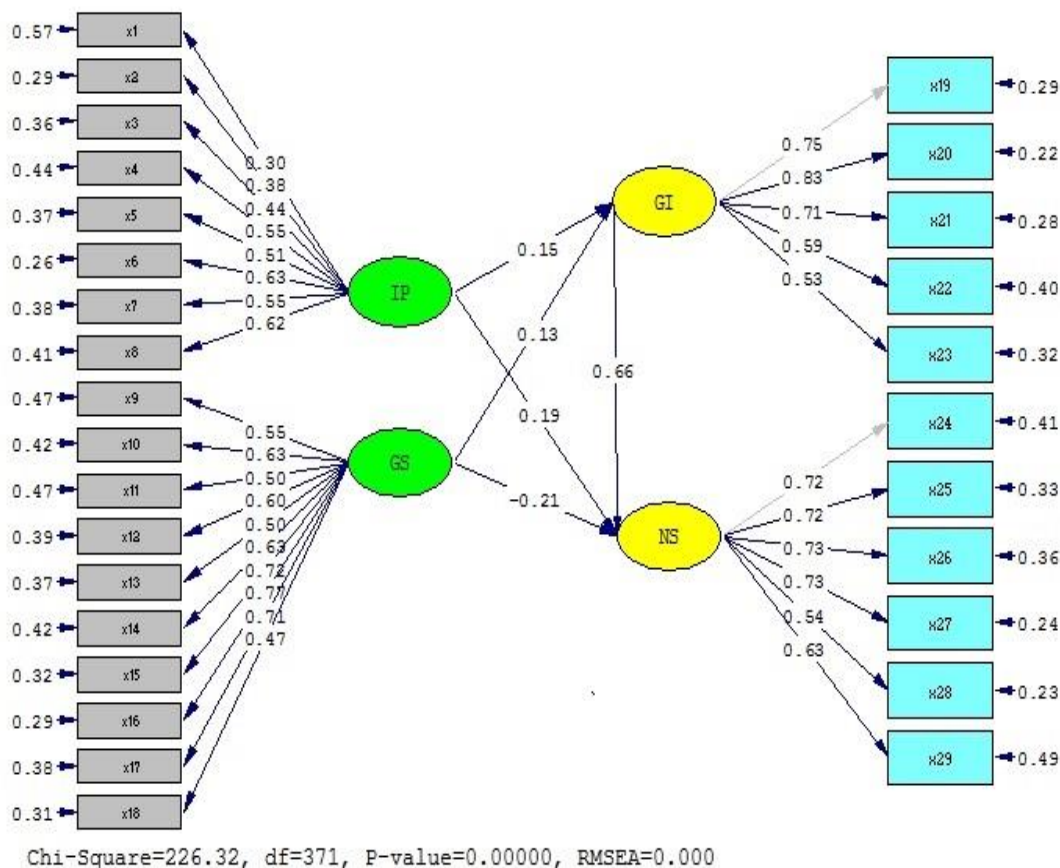 0.57 x1
0.29 x2
0.36 x3
0.44 x4
0.37 x5
0.26 x6
0.38 x7
0.41 x8
0.47 x9
0.42 x10
0.47 x11
0.39 x12
0.37 x13
0.42 x14
0.32 x15
0.29 x16
0.38 x17
0.31 x18
0.30
0.38
0.44
0.55
0.51
0.63
0.55
0.62
0.55
0.63
0.50
0.60
0.50
0.63
0.72
0.77
0.71
0.47
IP
GS
0.15
0.13
0.66
0.19
-0.21
GI
NS
0.75
0.83
0.71
0.59
0.53
0.72
0.72
0.73
0.73
0.54
0.63
x19 0.29
x20 0.22
x21 0.28
x22 0.40
x23 0.32
x24 0.41
x25 0.33
x26 0.36
x27 0.24
x28 0.23
x29 0.49
Chi-Square=226.32, df=371, P-value=0.00000, RMSEA=0.000